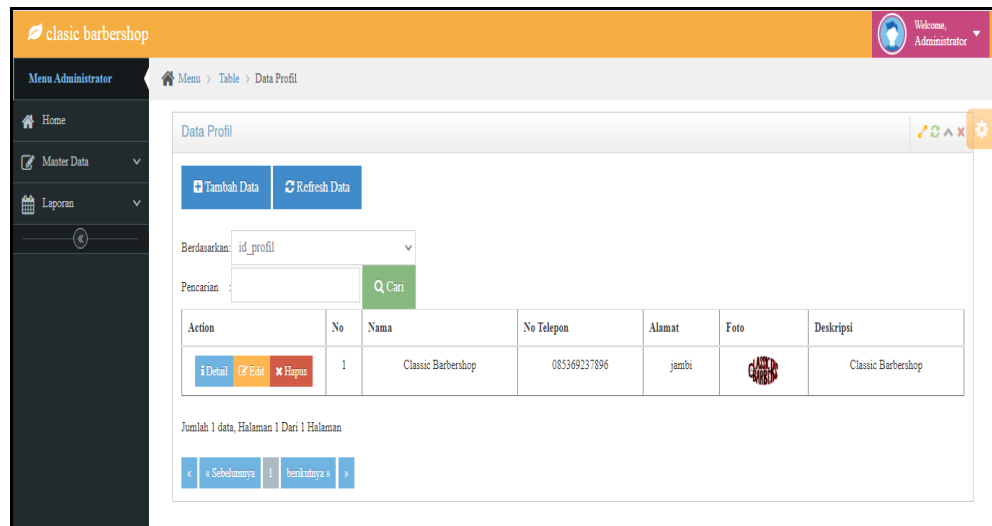 clasic barbershop
Welcome,
Administrator
Menu Administrator
Menu > Table > Data Profil
Home
Master Data
Laporan
Data Profil
Tambah Data
Refresh Data
Berdasarkan: id_profil
Pencarian :
Cari
Action No Nama No Telepon Alamat Foto Deskripsi
Detail Edit Hapus 1 Classic Barbershop 085369237896 jambi Classic Barbershop
Jumlah 1 data, Halaman 1 Dari 1 Halaman
« « Sebelumnya 1 berikutnya » »